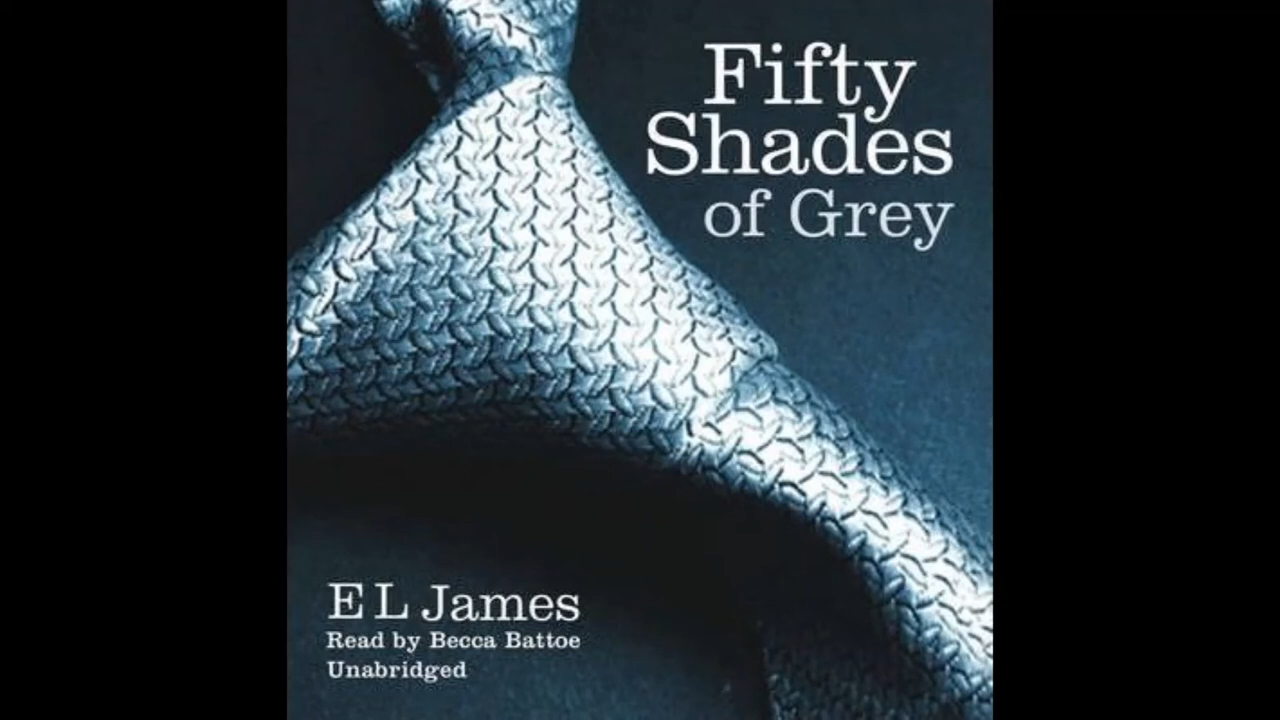 Fifty
Shades
of Grey
E L James
Read by Becca Battoe
Unabridged